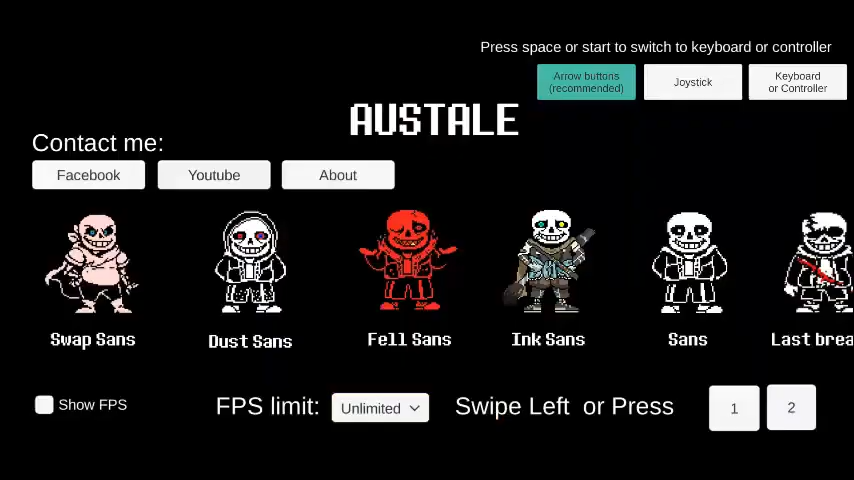 Press space or start to switch to keyboard or controller
Arrow buttons
(recommended)
Joystick
Keyboard
or Controller
AUSTALE
Contact me:
Facebook
Youtube
About
Swap Sans
Dust Sans
Fell Sans
Ink Sans
Sans
Last brea
Show FPS
FPS limit:
Unlimited
Swipe Left or Press
1
2